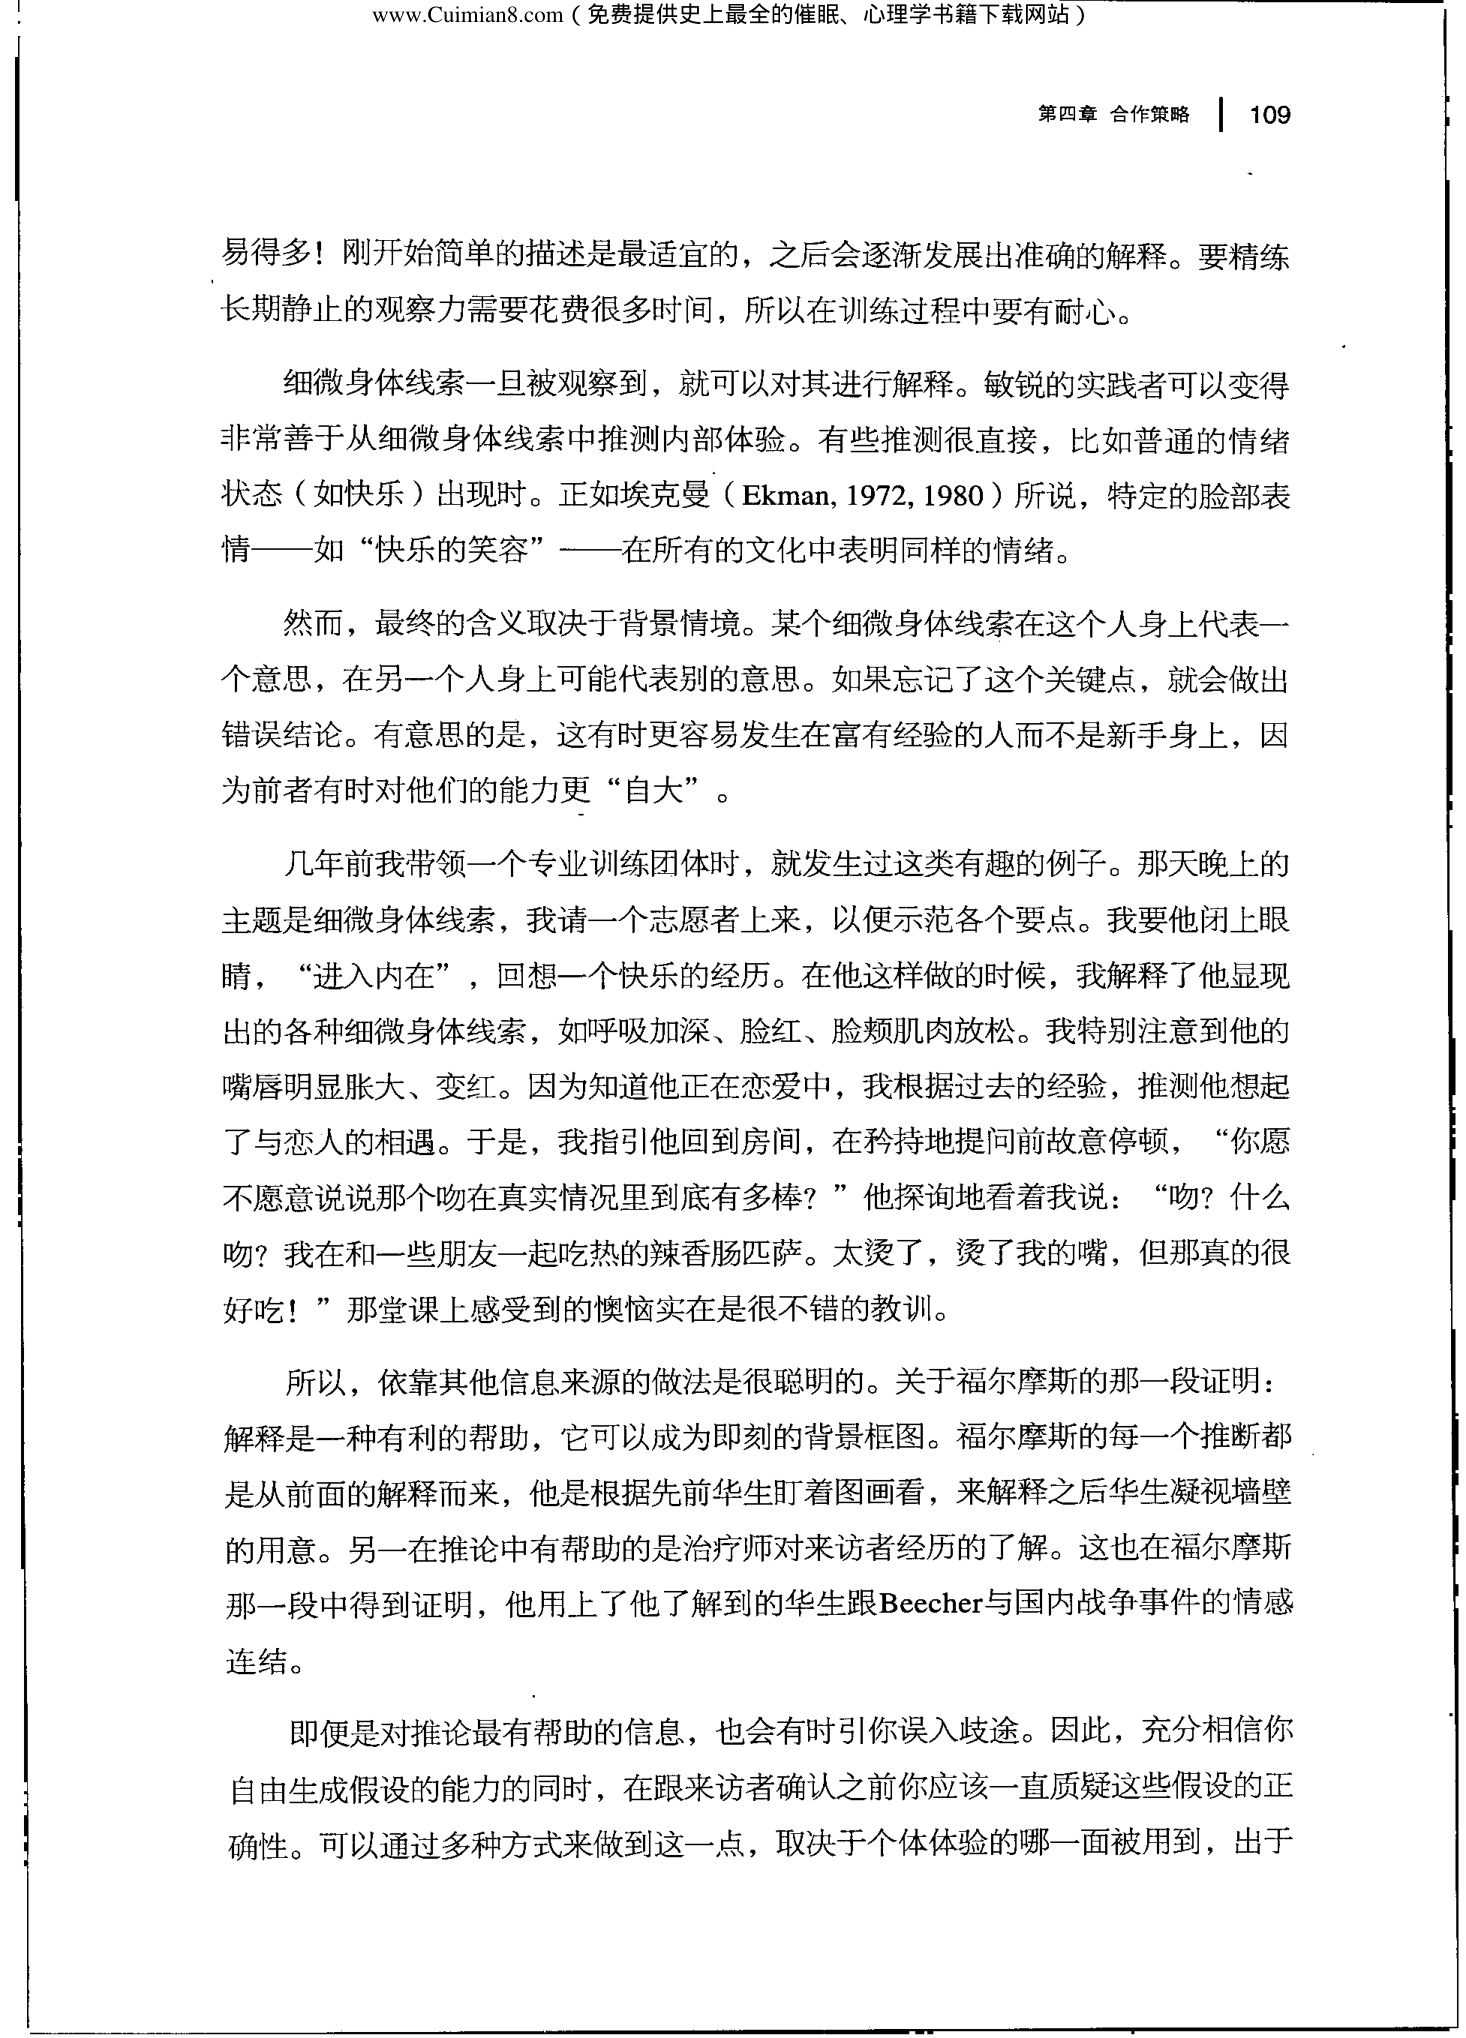 www.Cuimian8.com（免费提供史上最全的催眠、心理学书籍下载网站）
第四章 合作策略 109
易得多！刚开始简单的描述是最适宜的，之后会逐渐发展出准确的解释。要精练
长期静止的观察力需要花费很多时间，所以在训练过程中要有耐心。
细微身体线索一旦被观察到，就可以对其进行解释。敏锐的实践者可以变得
非常善于从细微身体线索中推测内部体验。有些推测很直接，比如普通的情绪
状态（如快乐）出现时。正如埃克曼（Ekman, 1972, 1980）所说，特定的脸部表
情——如“快乐的笑容”——在所有的文化中表明同样的情绪。
然而，最终的含义取决于背景情境。某个细微身体线索在这个人身上代表一
个意思，在另一个人身上可能代表别的意思。如果忘记了这个关键点，就会做出
错误结论。有意思的是，这有时更容易发生在富有经验的人而不是新手身上，因
为前者有时对他们的能力更“自大”。
几年前我带领一个专业训练团体时，就发生过这类有趣的例子。那天晚上的
主题是细微身体线索，我请一个志愿者上来，以便示范各个要点。我要他闭上眼
睛，“进入内在”，回想一个快乐的经历。在他这样做的时候，我解释了他显现
出的各种细微身体线索，如呼吸加深、脸红、脸颊肌肉放松。我特别注意到他的
嘴唇明显胀大、变红。因为知道他正在恋爱中，我根据过去的经验，推测他想起
了与恋人的相遇。于是，我指引他回到房间，在矜持地提问前故意停顿，“你愿
不愿意说说那个吻在真实情况里到底有多棒？”他探询地看着我说：“吻？什么
吻？我在和一些朋友一起吃热的辣香肠匹萨。太烫了，烫了我的嘴，但那真的很
好吃！”那堂课上感受到的懊恼实在是很不错的教训。
所以，依靠其他信息来源的做法是很聪明的。关于福尔摩斯的那一段证明：
解释是一种有利的帮助，它可以成为即刻的背景框图。福尔摩斯的每一个推断都
是从前面的解释而来，他是根据先前华生盯着图画看，来解释之后华生凝视墙壁
的用意。另一在推论中有帮助的是治疗师对来访者经历的了解。这也在福尔摩斯
那一段中得到证明，他用上了他了解到的华生跟Beecher与国内战争事件的情感
连结。
即便是对推论最有帮助的信息，也会有时引你误入歧途。因此，充分相信你
自由生成假设的能力的同时，在跟来访者确认之前你应该一直质疑这些假设的正
确性。可以通过多种方式来做到这一点，取决于个体体验的哪一面被用到，出于